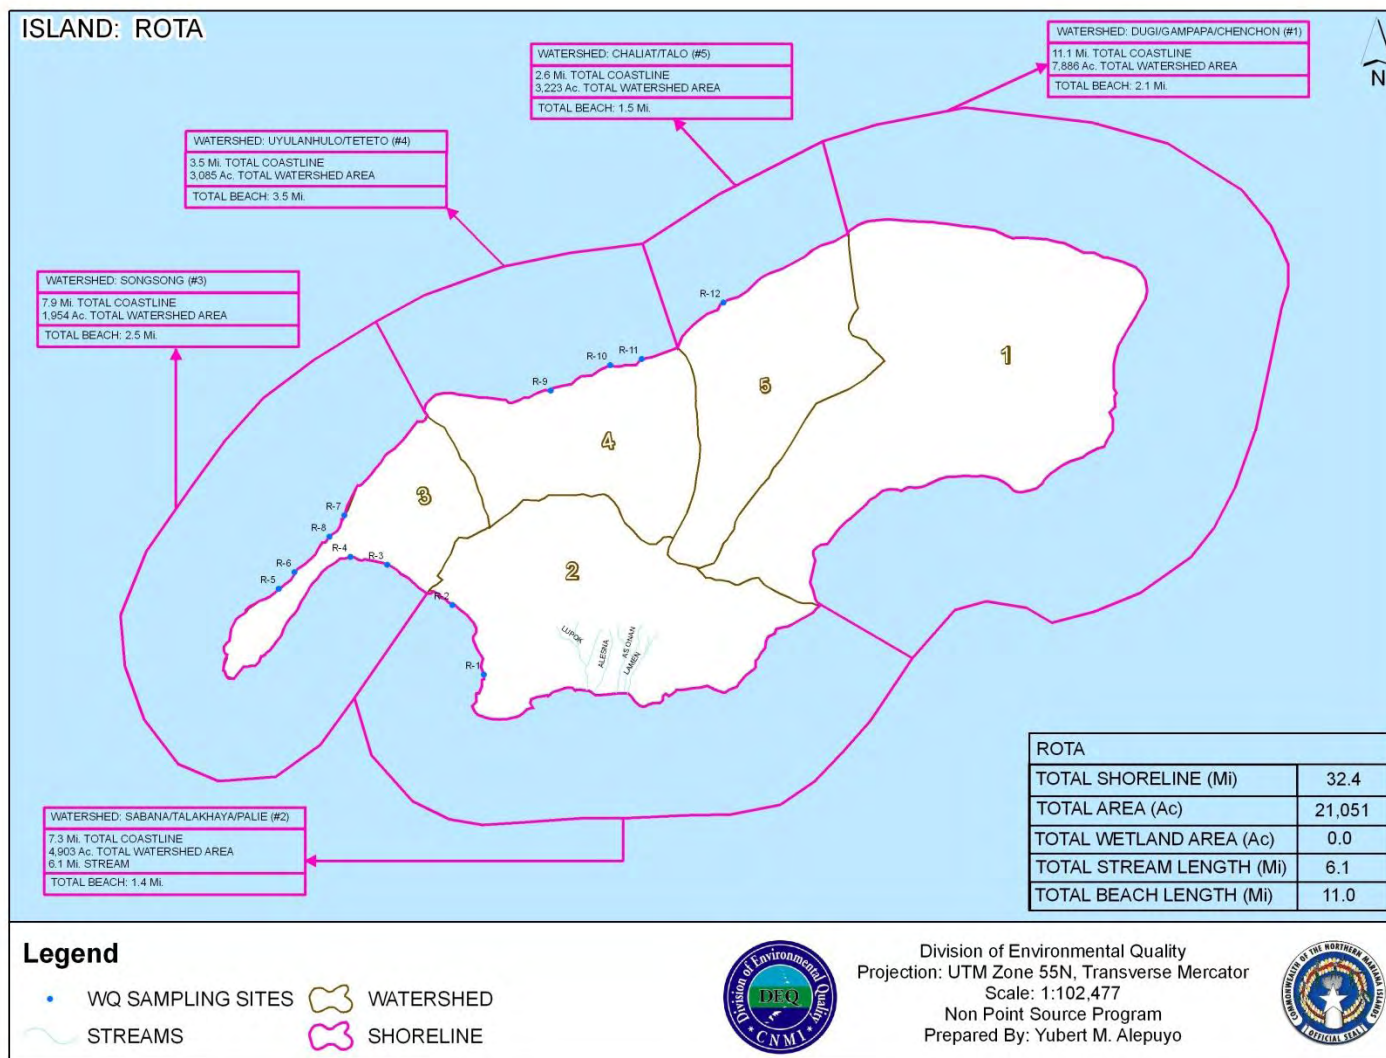 ISLAND: ROTA
WATERSHED: DUGI/GAMPAPA/CHENCHON (#1)
11.1 Mi. TOTAL COASTLINE
7,886 Ac. TOTAL WATERSHED AREA
TOTAL BEACH: 2.1 Mi.
N
WATERSHED: CHALIAT/TALO (#5)
2.6 Mi. TOTAL COASTLINE
3,223 Ac. TOTAL WATERSHED AREA
TOTAL BEACH: 1.5 Mi.
WATERSHED: UYULANHULO/TETETO (#4)
3.5 Mi. TOTAL COASTLINE
3,085 Ac. TOTAL WATERSHED AREA
TOTAL BEACH: 3.5 Mi.
WATERSHED: SONGSONG (#3)
7.9 Mi. TOTAL COASTLINE
1,954 Ac. TOTAL WATERSHED AREA
TOTAL BEACH: 2.5 Mi.
R-12
R-11
R-10
R-9
1
5
4
3
R-7
R-8
R-4
R-3
R-6
R-5
2
R-2
R-1
LUPOK
ALESNA
AS ONAN
LAMEN
WATERSHED: SABANA/TALAKHAYA/PALIE (#2)
7.3 Mi. TOTAL COASTLINE
4,903 Ac. TOTAL WATERSHED AREA
6.1 Mi. STREAM
TOTAL BEACH: 1.4 Mi.
ROTA
TOTAL SHORELINE (Mi) 32.4
TOTAL AREA (Ac) 21,051
TOTAL WETLAND AREA (Ac) 0.0
TOTAL STREAM LENGTH (Mi) 6.1
TOTAL BEACH LENGTH (Mi) 11.0
Legend
WQ SAMPLING SITES
WATERSHED
STREAMS
SHORELINE
Division of Environmental Quality
DEQ
CNMI
Division of Environmental Quality
Projection: UTM Zone 55N, Transverse Mercator
Scale: 1:102,477
Non Point Source Program
Prepared By: Yubert M. Alepuyo
COMMONWEALTH OF THE NORTHERN MARIANA ISLANDS
OFFICIAL SEAL